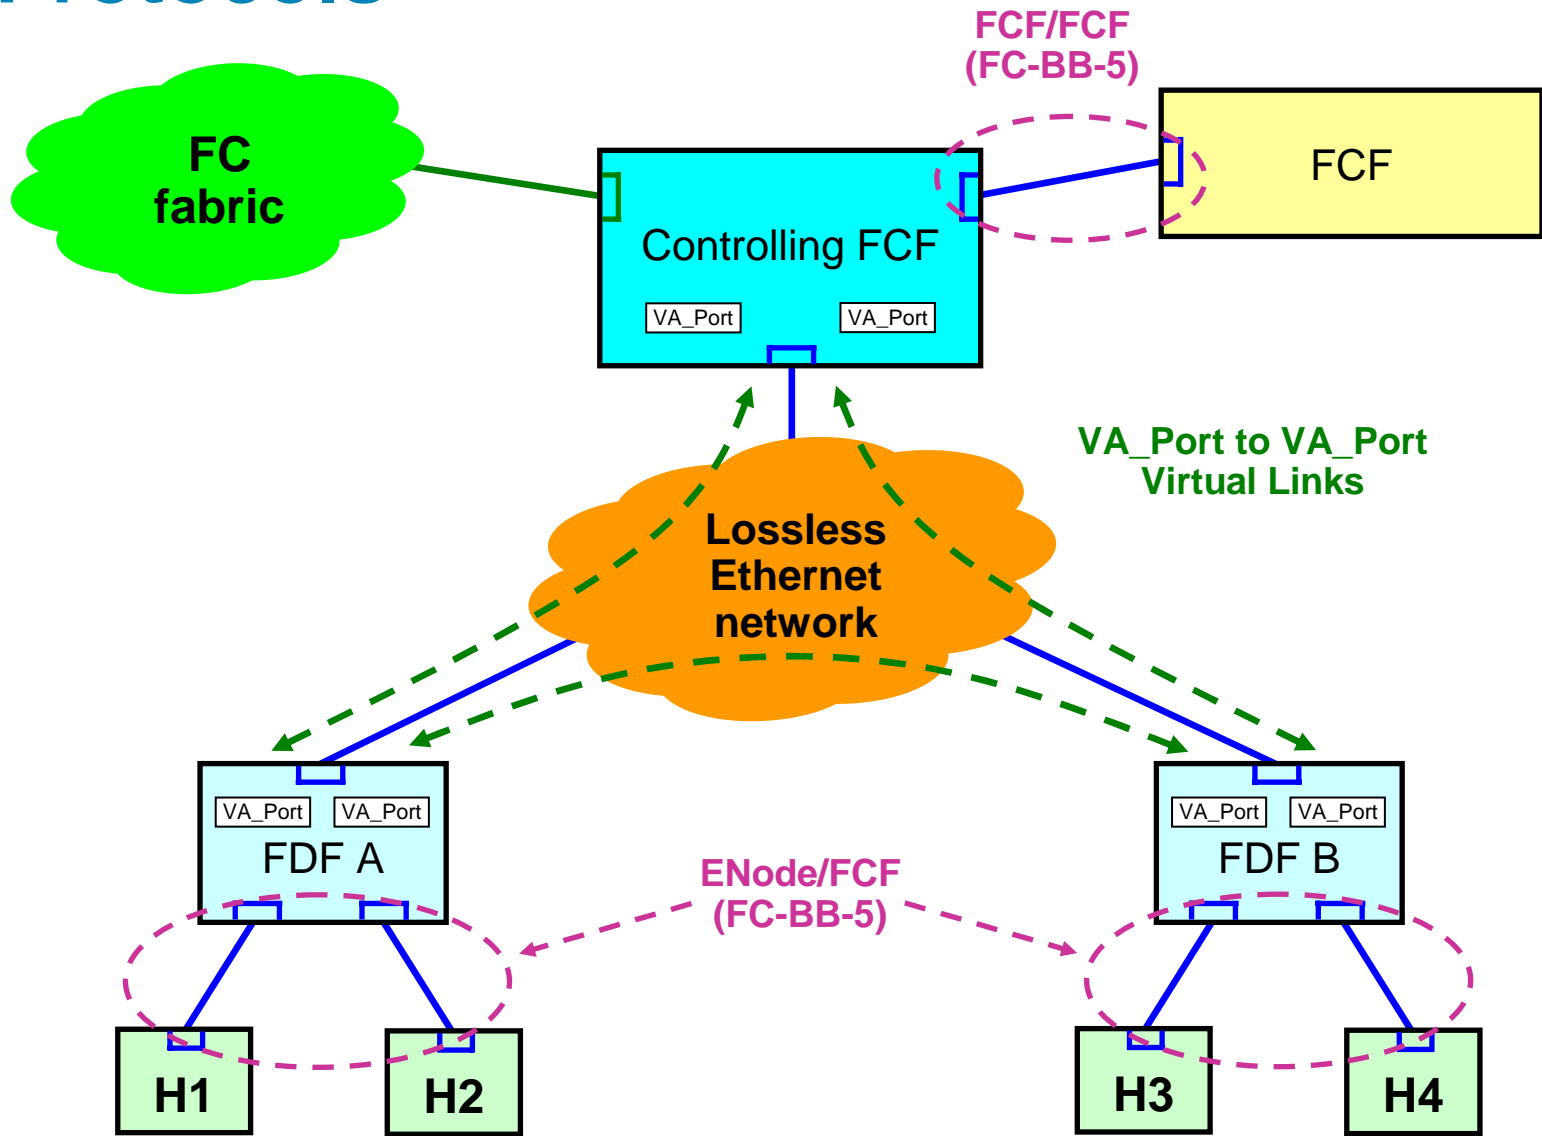 Protocols
FCF/FCF
(FC-BB-5)
FC
fabric
FCF
Controlling FCF
VA_Port
VA_Port
VA_Port to VA_Port
Virtual Links
Lossless
Ethernet
network
VA_Port
VA_Port
VA_Port
VA_Port
FDF A
FDF B
ENode/FCF
(FC-BB-5)
H1
H2
H3
H4